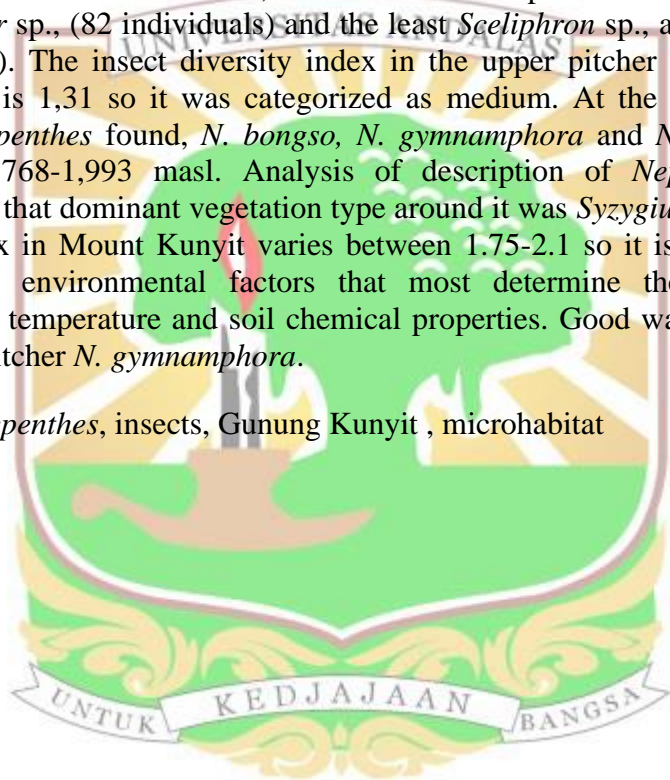 r sp., (82 individuals) and the least Sceliphron sp., a
UNIVERSITAS ANDALAS
). The insect diversity index in the upper pitcher
is 1,31 so it was categorized as medium. At the
penthes found, N. bongso, N. gymnamphora and N
768-1,993 masl. Analysis of description of Nep
that dominant vegetation type around it was Syzygiu
x in Mount Kunyit varies between 1.75-2.1 so it is
environmental factors that most determine the
temperature and soil chemical properties. Good wa
itcher N. gymnamphora.
penthes, insects, Gunung Kunyit , microhabitat
UNTUK KEDJAJAAN BANGSA